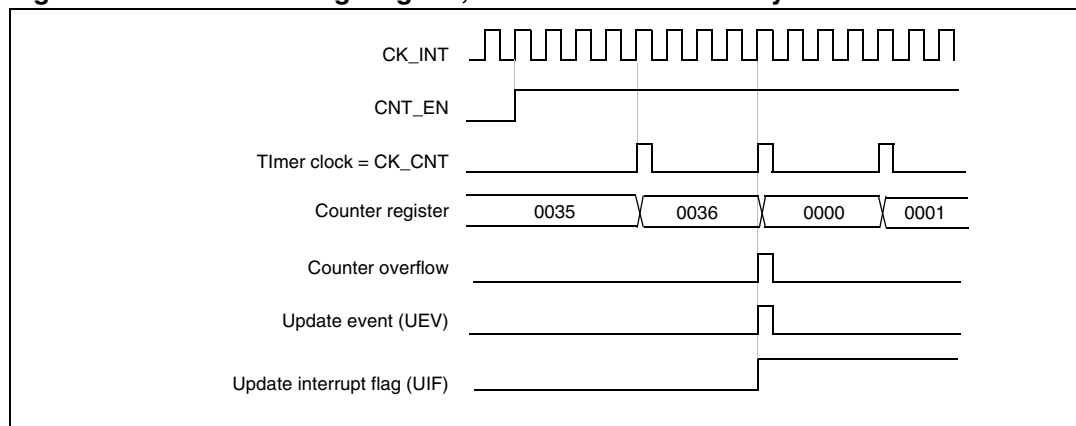 CK_INT
CNT_EN
TImer clock = CK_CNT
Counter register 0035 0036 0000 0001
Counter overflow
Update event (UEV)
Update interrupt flag (UIF)